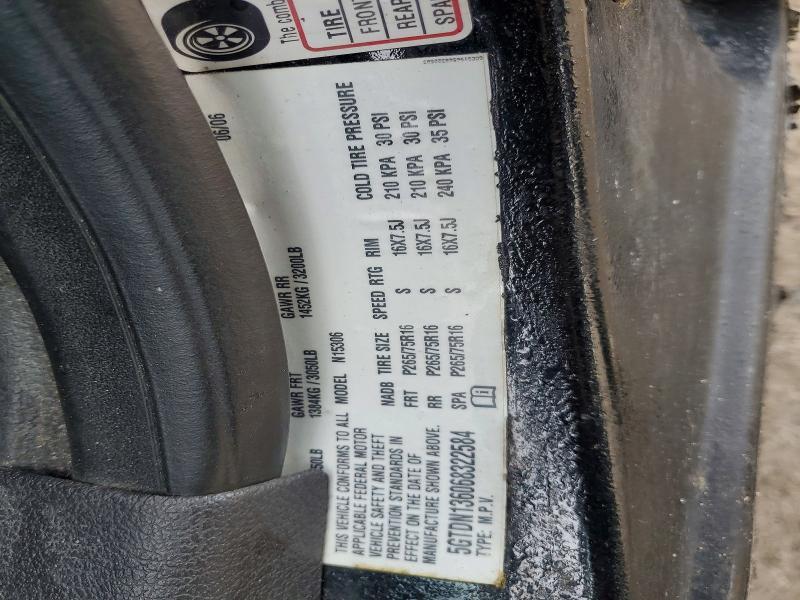 The comb
TIRE
FRONT
REAR
SPA
06/06
GAWR FRT GAWR RR
1384KG / 3050LB 1452KG / 3200LB
50LB
THIS VEHICLE CONFORMS TO ALL
APPLICABLE FEDERAL MOTOR
VEHICLE SAFETY AND THEFT
PREVENTION STANDARDS IN
EFFECT ON THE DATE OF
MANUFACTURE SHOWN ABOVE.
5GTDN136068322584
TYPE: M.P.V.
MODEL N15306
NADB TIRE SIZE SPEED RTG RIM COLD TIRE PRESSURE
FRT P265/75R16 S 16X7.5J 210 KPA 30 PSI
RR P265/75R16 S 16X7.5J 210 KPA 30 PSI
SPA P265/75R16 S 16X7.5J 240 KPA 35 PSI